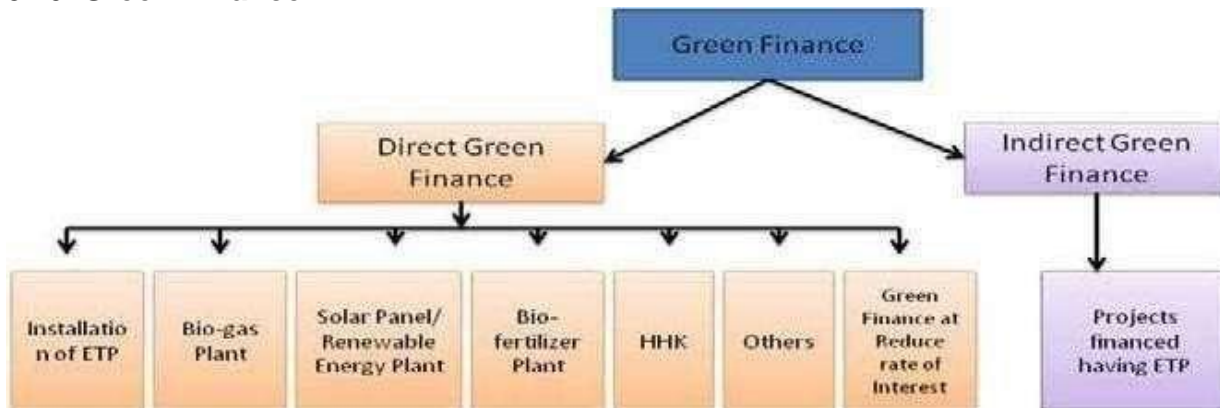 Green Finance
Direct Green
Finance
Indirect Green
Finance
Installatio
n of ETP
Bio-gas
Plant
Solar Panel/
Renewable
Energy Plant
Bio-
fertilizer
Plant
HHK
Others
Green
Finance at
Reduce
rate of
Interest
Projects
financed
having ETP